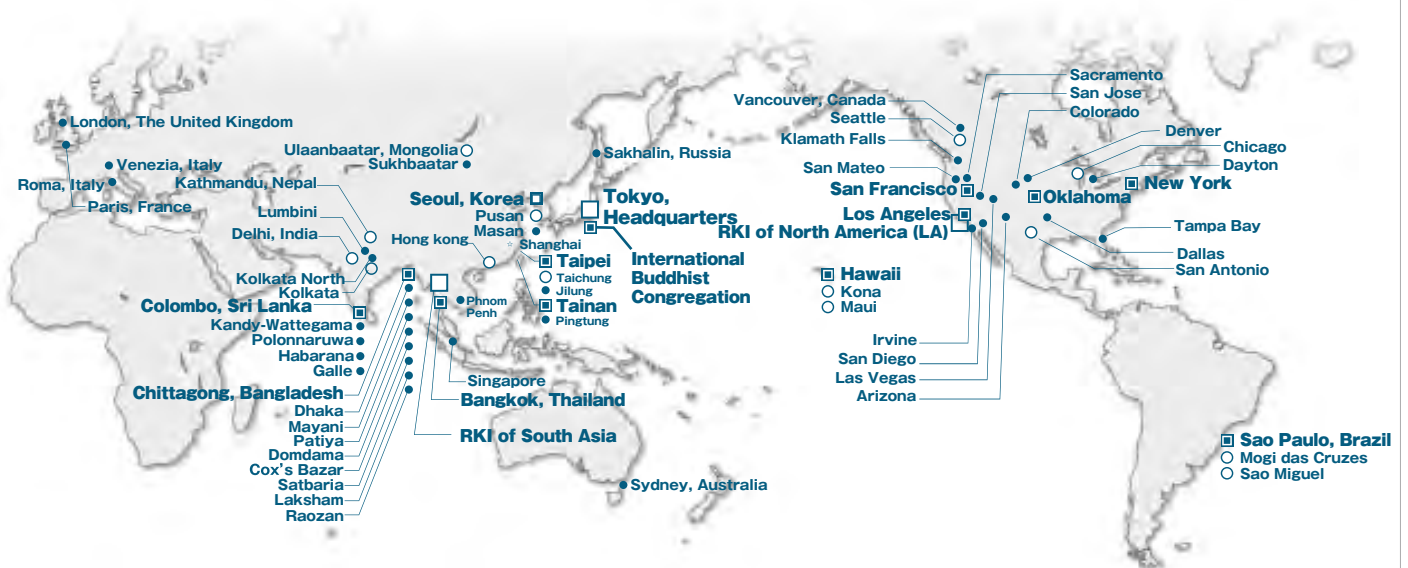 London, The United Kingdom
Venezia, Italy
Roma, Italy
Paris, France
Ulaanbaatar, Mongolia
Sukhbaatar
Kathmandu, Nepal
Lumbini
Delhi, India
Kolkata North
Kolkata
Colombo, Sri Lanka
Kandy-Wattegama
Polonnaruwa
Habarana
Galle
Chittagong, Bangladesh
Dhaka
Mayani
Patiya
Domdama
Cox's Bazar
Satbaria
Laksham
Raozan
Seoul, Korea
Pusan
Masan
Hong kong
Shanghai
Sakhalin, Russia
Tokyo,
Headquarters
International
Buddhist
Congregation
Taipei
Taichung
Jilung
Tainan
Pingtung
Phnom
Penh
Singapore
Bangkok, Thailand
RKI of South Asia
Sydney, Australia
Vancouver, Canada
Seattle
Klamath Falls
San Mateo
San Francisco
Los Angeles
RKI of North America (LA)
Hawaii
Kona
Maui
Irvine
San Diego
Las Vegas
Arizona
Sacramento
San Jose
Colorado
Denver
Chicago
Dayton
New York
Oklahoma
Tampa Bay
Dallas
San Antonio
Sao Paulo, Brazil
Mogi das Cruzes
Sao Miguel